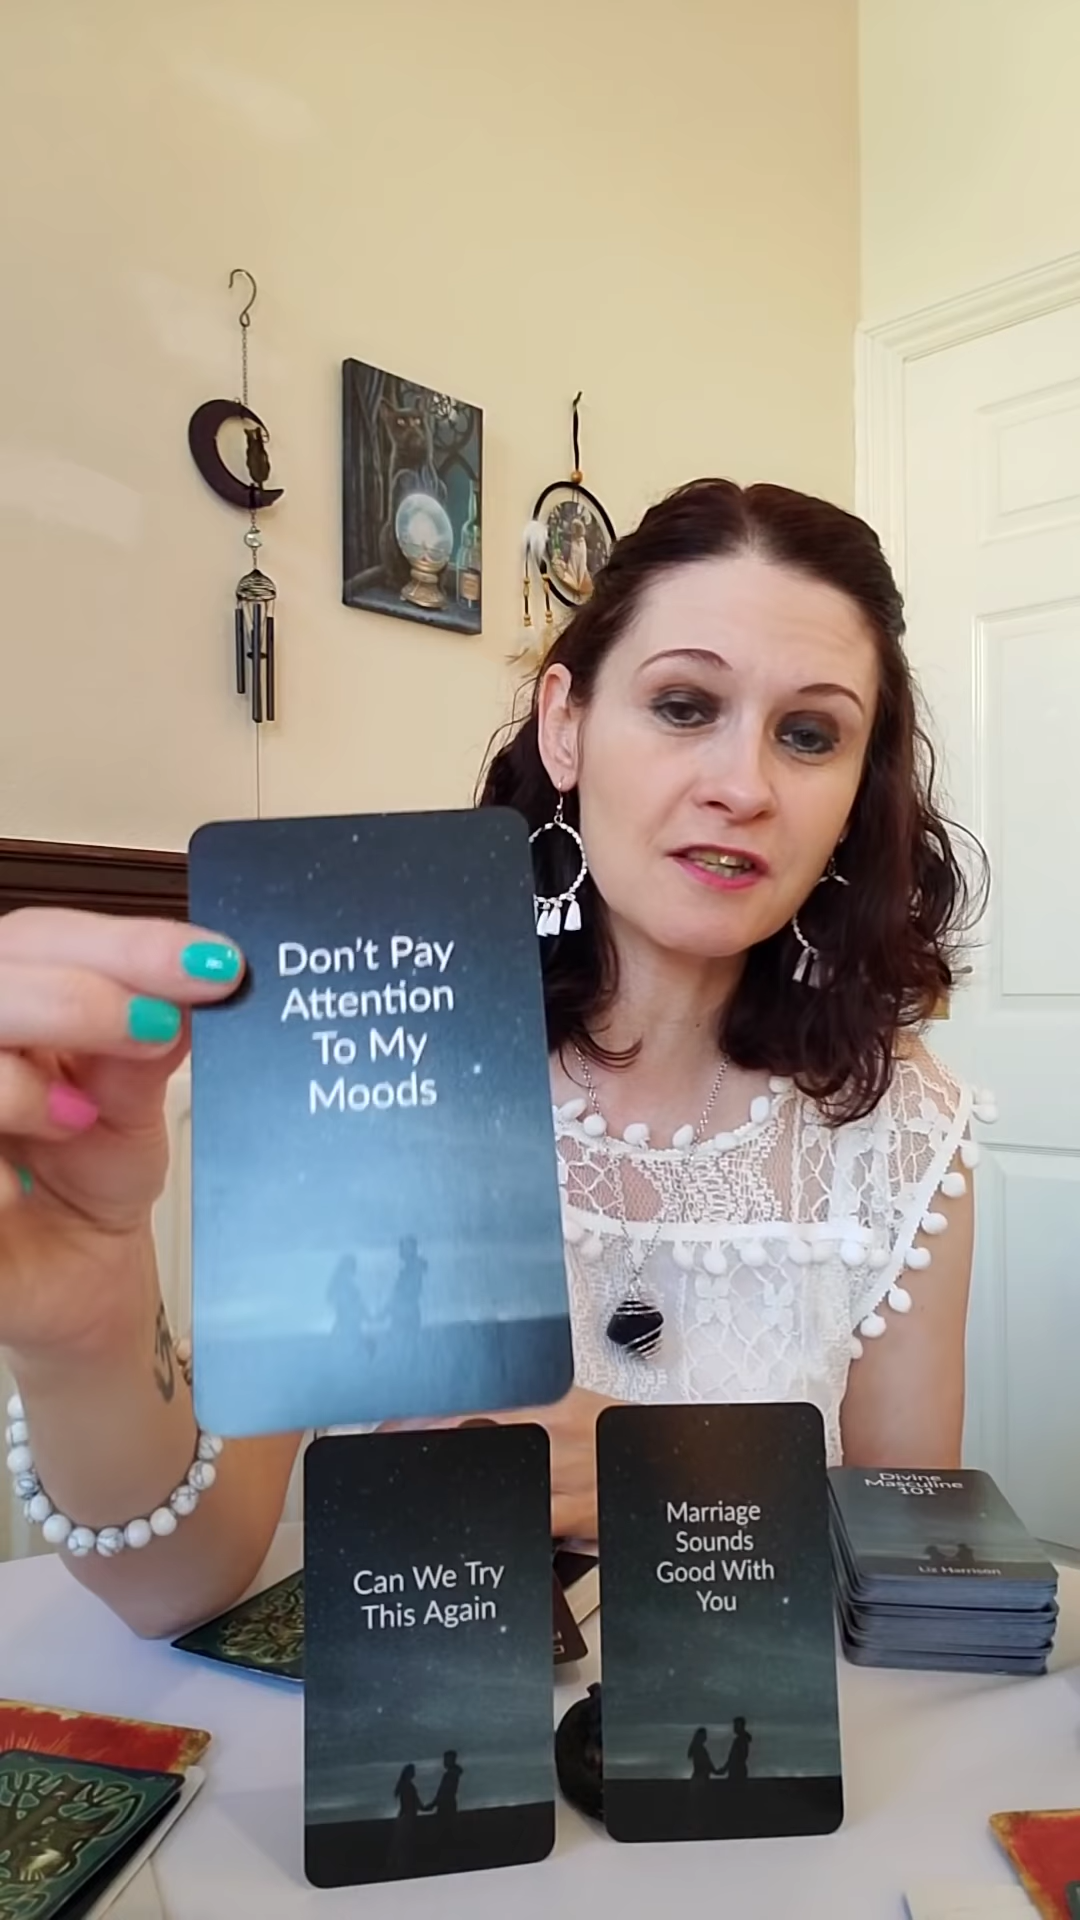 Don't Pay
Attention
To My
Moods
Can We Try
This Again
Marriage
Sounds
Good With
You
Divine
Masculine
101
Liz Harrison